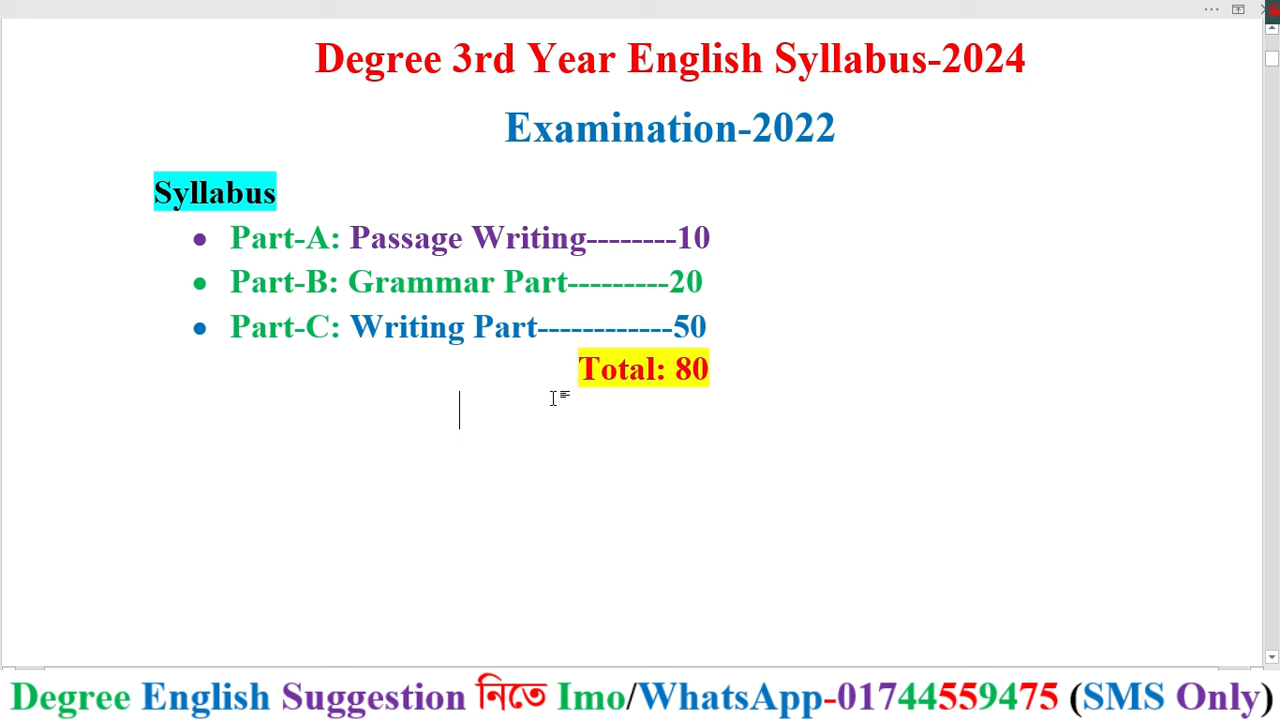 Degree 3rd Year English Syllabus-2024
Examination-2022
Syllabus
• Part-A: Passage Writing--------10
• Part-B: Grammar Part---------20
• Part-C: Writing Part------------50
Total: 80
Degree English Suggestion নিতে Imo/WhatsApp-01744559475 (SMS Only)